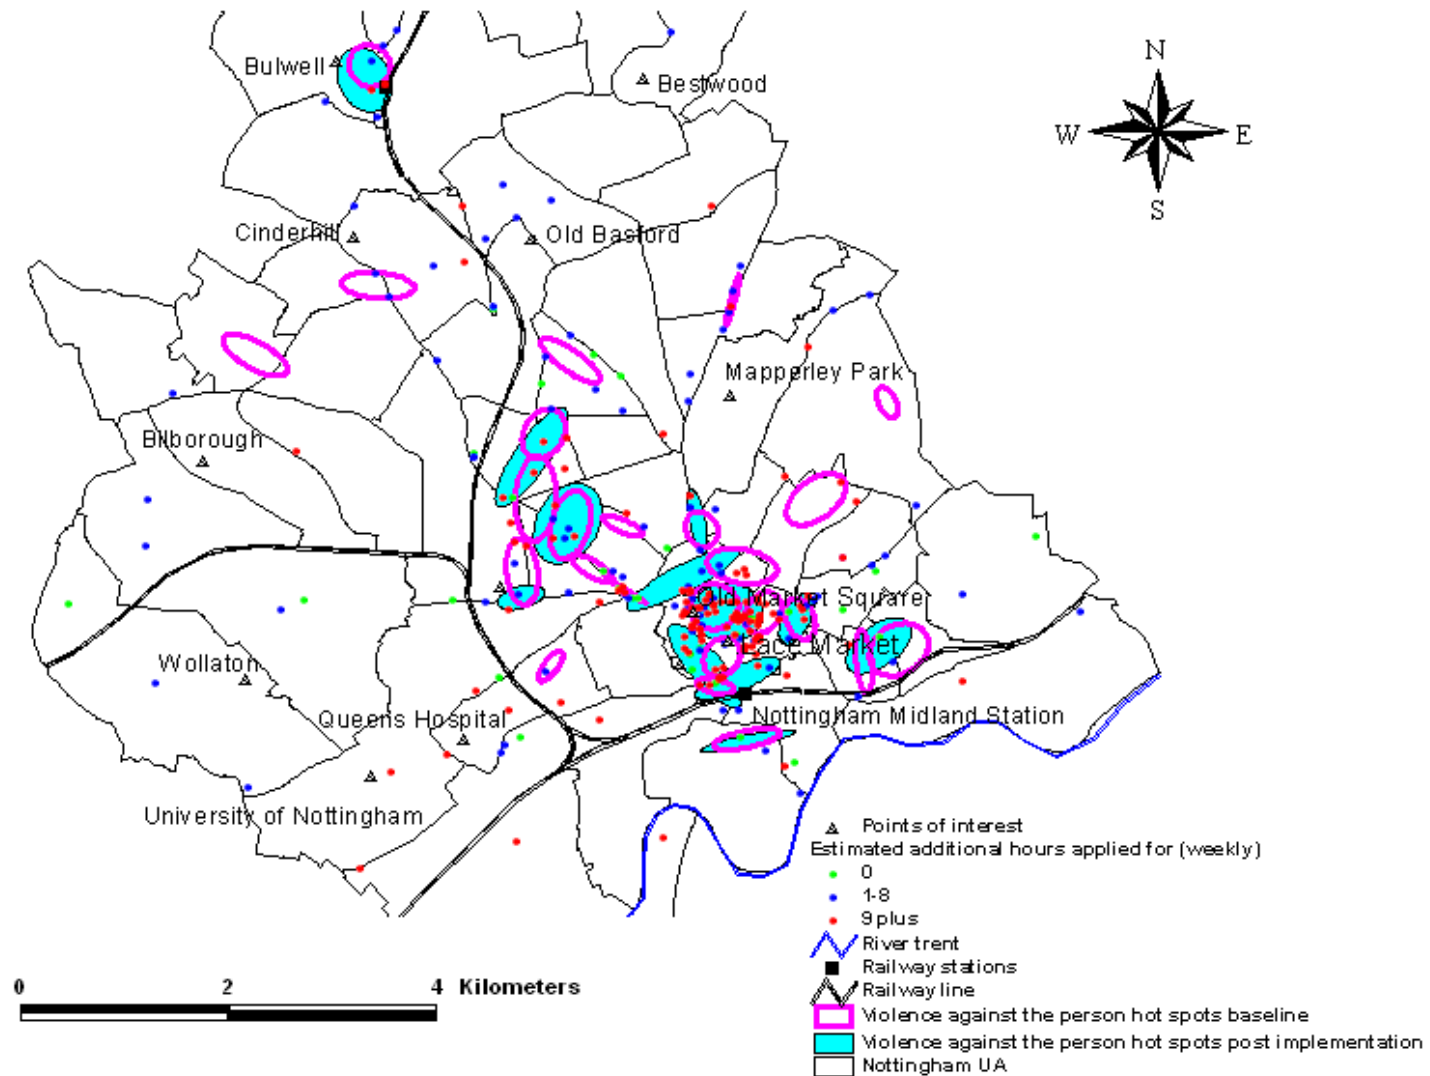 N
Bulwell
Bestwood
W
E
S
Cinderhill
Old Basford
Mapperley Park
Bilborough
Old Market Square
Lace Market
Wollaton
Queens Hospital
Nottingham Midland Station
University of Nottingham
Points of interest
Estimated additional hours applied for (weekly)
0
1-8
9 plus
River trent
Railway stations
Railway line
Violence against the person hot spots baseline
Violence against the person hot spots post implementation
Nottingham UA
0 2 4 Kilometers